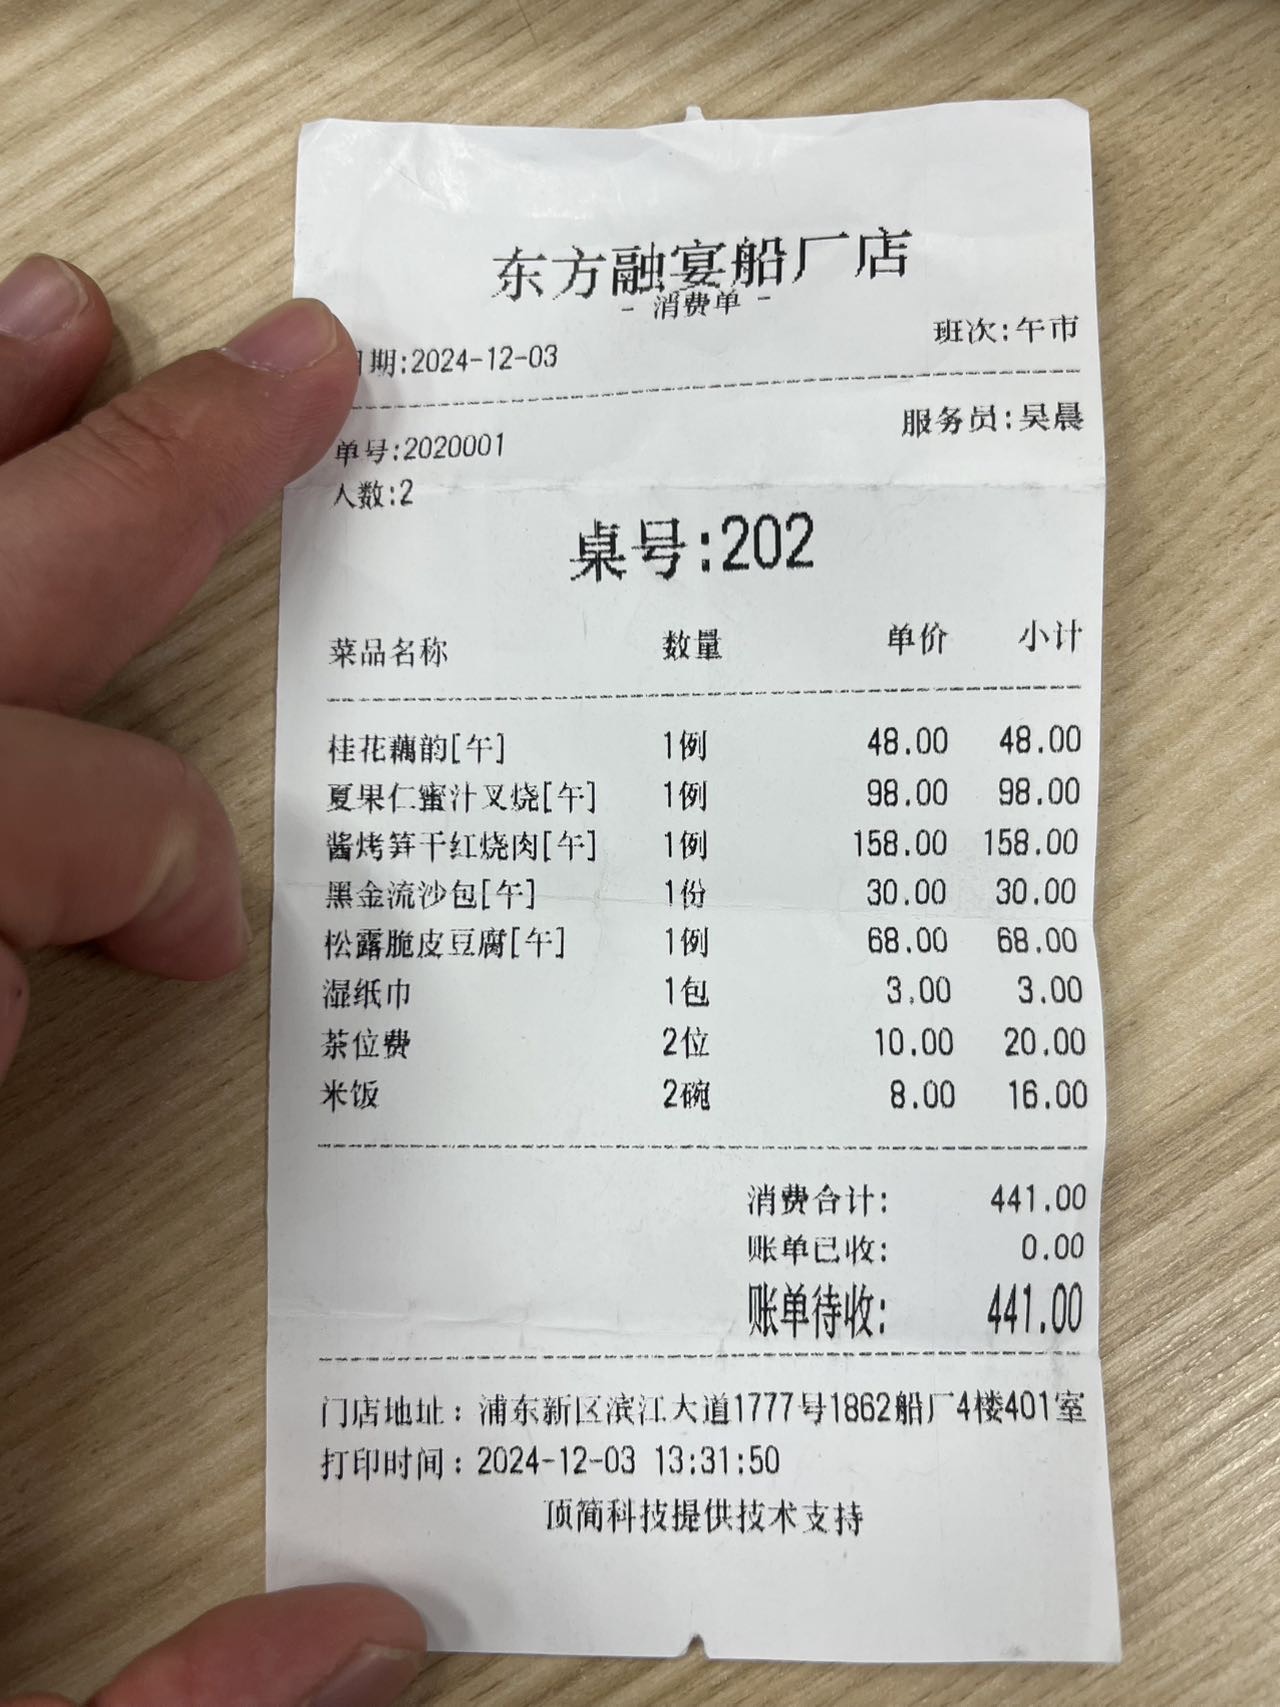 东方融宴船厂店
- 消费单 -
日期:2024-12-03 班次:午市
单号:2020001 服务员:吴晨
人数:2
桌号:202
菜品名称 数量 单价 小计
桂花藕韵[午] 1例 48.00 48.00
夏果仁蜜汁叉烧[午] 1例 98.00 98.00
酱烤笋干红烧肉[午] 1例 158.00 158.00
黑金流沙包[午] 1份 30.00 30.00
松露脆皮豆腐[午] 1例 68.00 68.00
湿纸巾 1包 3.00 3.00
茶位费 2位 10.00 20.00
米饭 2碗 8.00 16.00
消费合计: 441.00
账单已收: 0.00
账单待收: 441.00
门店地址：浦东新区滨江大道1777号1862船厂4楼401室
打印时间：2024-12-03 13:31:50
顶简科技提供技术支持